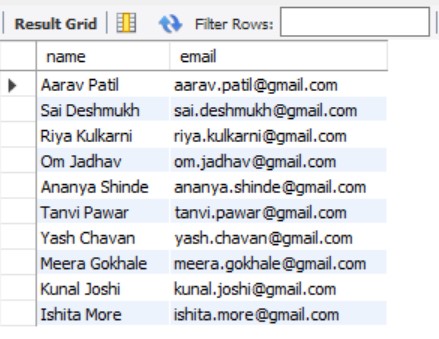 Result Grid Filter Rows:
name email
Aarav Patil aarav.patil@gmail.com
Sai Deshmukh sai.deshmukh@gmail.com
Riya Kulkarni riya.kulkarni@gmail.com
Om Jadhav om.jadhav@gmail.com
Ananya Shinde ananya.shinde@gmail.com
Tanvi Pawar tanvi.pawar@gmail.com
Yash Chavan yash.chavan@gmail.com
Meera Gokhale meera.gokhale@gmail.com
Kunal Joshi kunal.joshi@gmail.com
Ishita More ishita.more@gmail.com